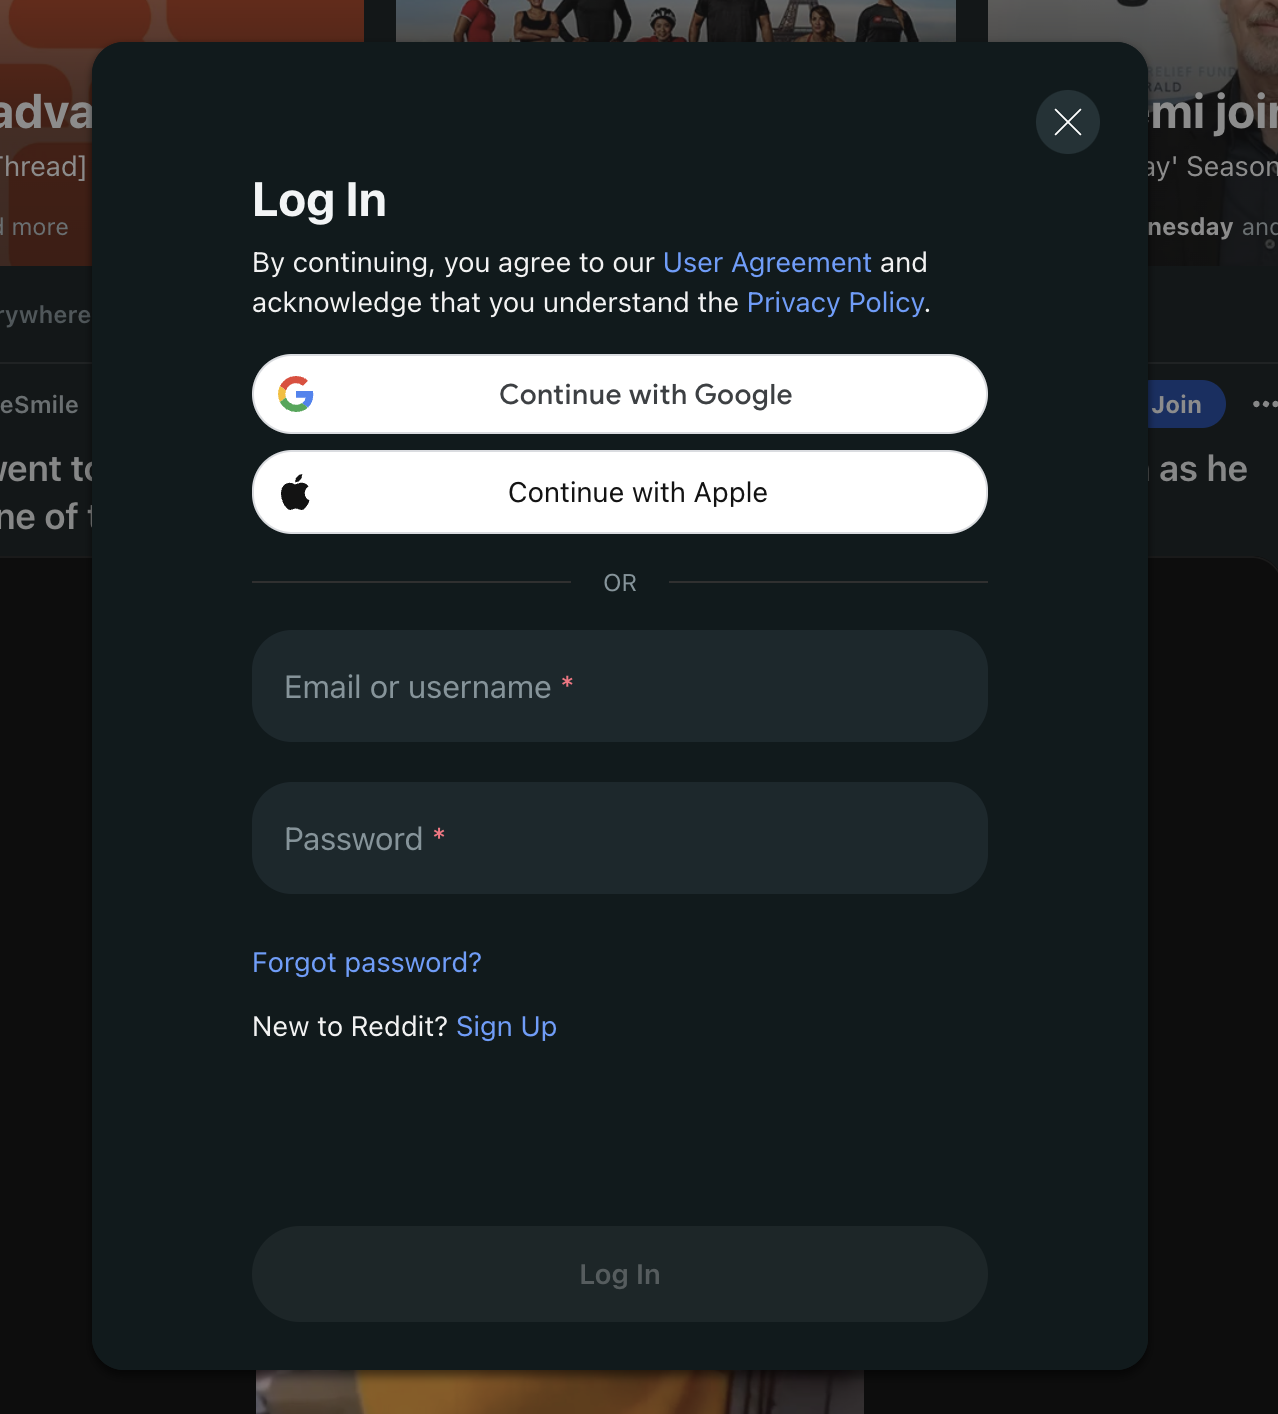 adva
Thread]
d more
RELIEF FUND
RALD
mi joi
ay' Season
nesday and
Log In
By continuing, you agree to our User Agreement and
acknowledge that you understand the Privacy Policy.
Continue with Google
Continue with Apple
OR
Email or username *
Password *
Forgot password?
New to Reddit? Sign Up
Log In
rywhere
eSmile
Join
vent to
ne of t
as he